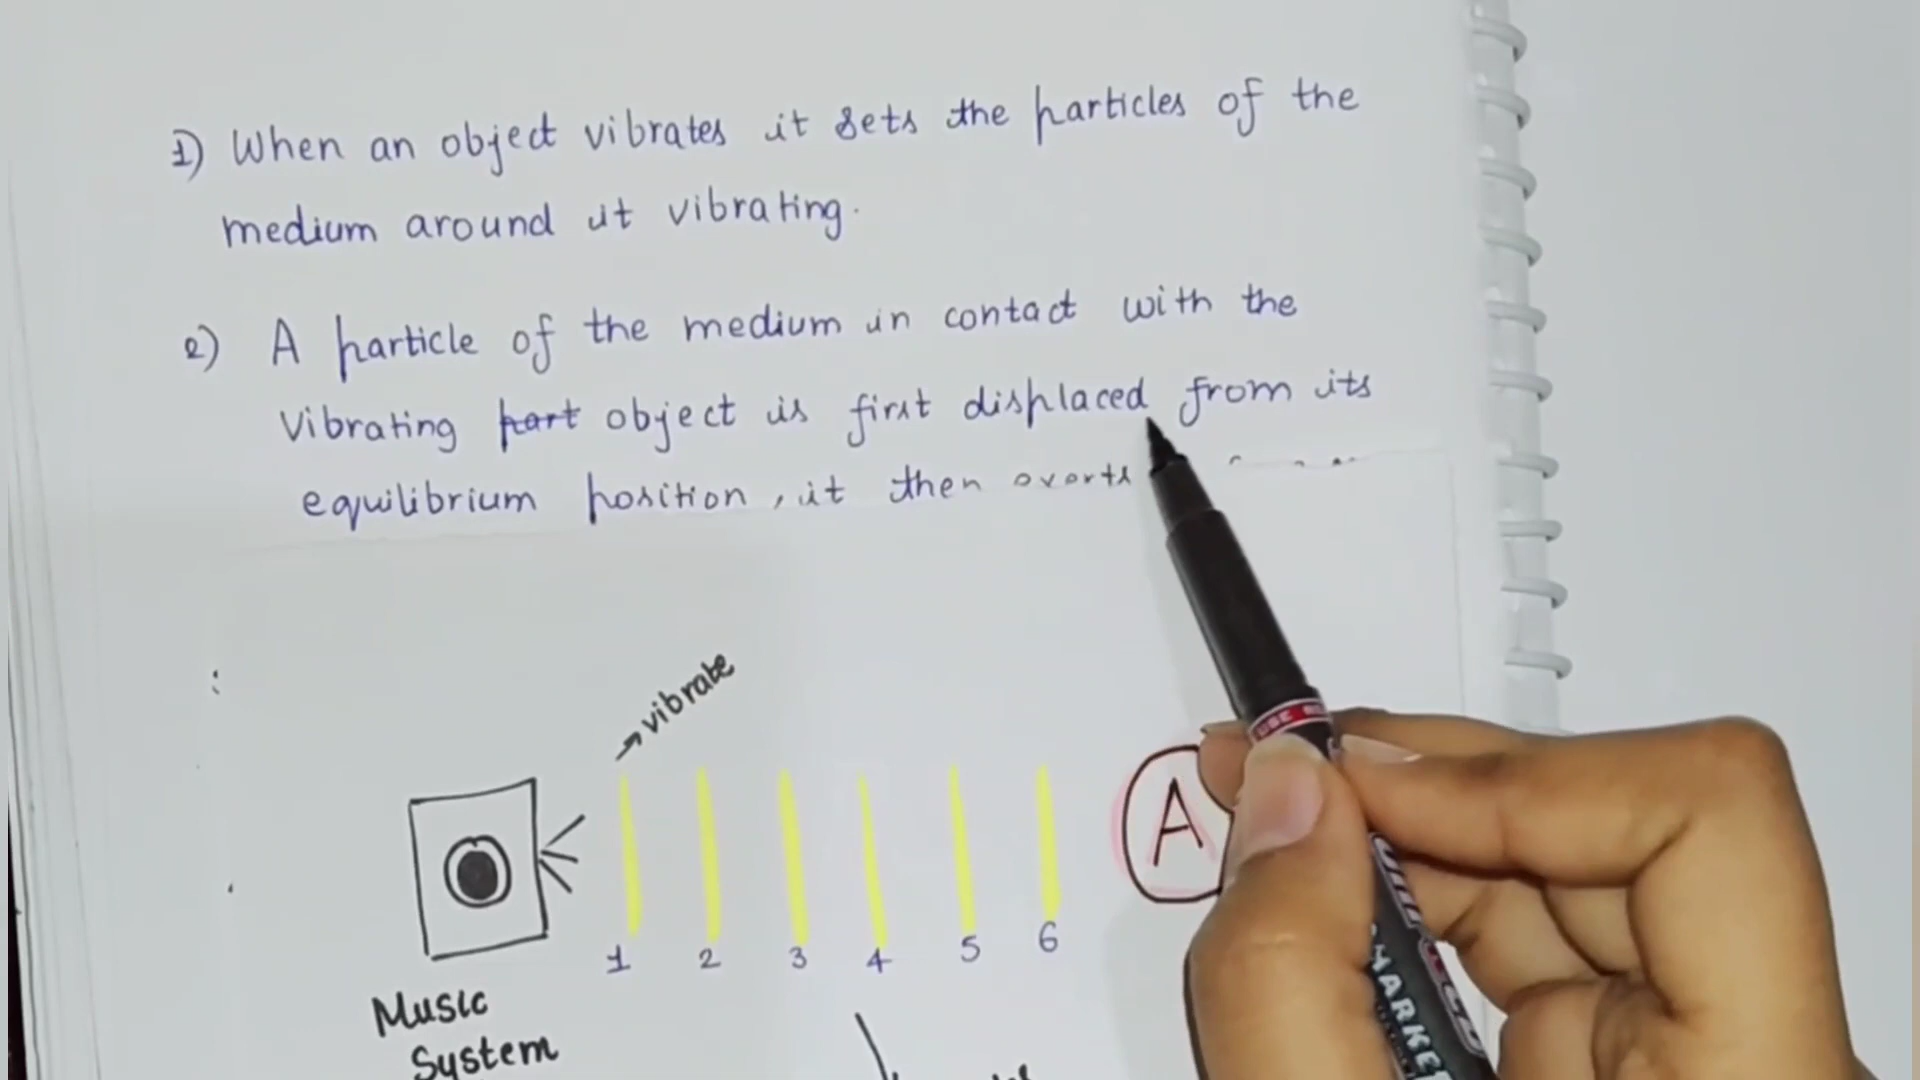 1) When an object vibrates it sets the particles of the
medium around it vibrating.
2) A particle of the medium in contact with the
vibrating part object is first displaced from its
equilibrium position, it then
vibrate
A
1 2 3 4 5 6
Music
System
MARKE